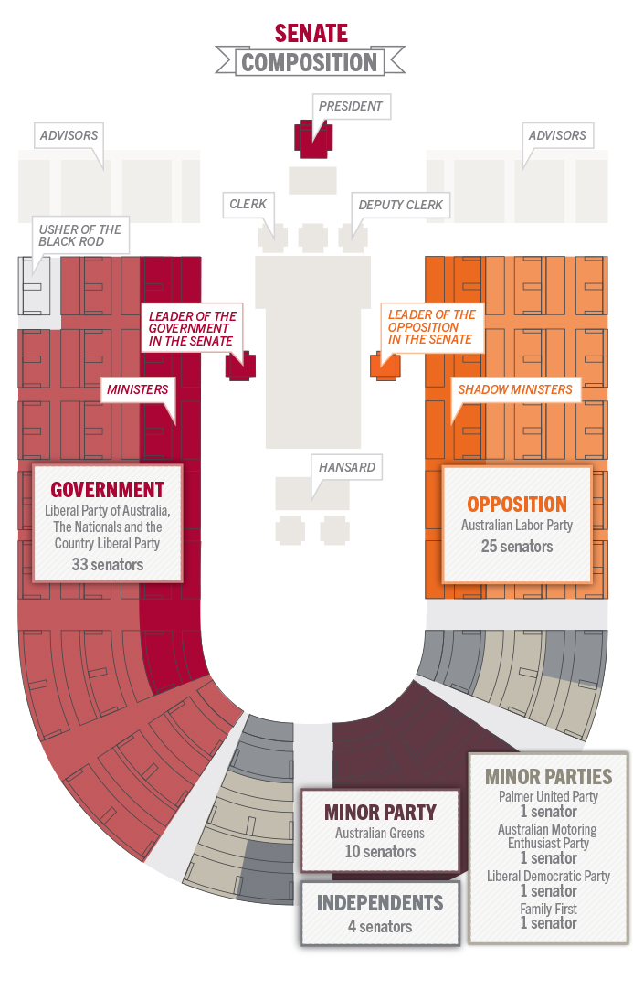 SENATE
COMPOSITION
PRESIDENT
ADVISORS
ADVISORS
CLERK
DEPUTY CLERK
USHER OF THE
BLACK ROD
LEADER OF THE
GOVERNMENT
IN THE SENATE
LEADER OF THE
OPPOSITION
IN THE SENATE
MINISTERS
SHADOW MINISTERS
HANSARD
GOVERNMENT
Liberal Party of Australia,
The Nationals and the
Country Liberal Party
33 senators
OPPOSITION
Australian Labor Party
25 senators
MINOR PARTY
Australian Greens
10 senators
INDEPENDENTS
4 senators
MINOR PARTIES
Palmer United Party
1 senator
Australian Motoring
Enthusiast Party
1 senator
Liberal Democratic Party
1 senator
Family First
1 senator